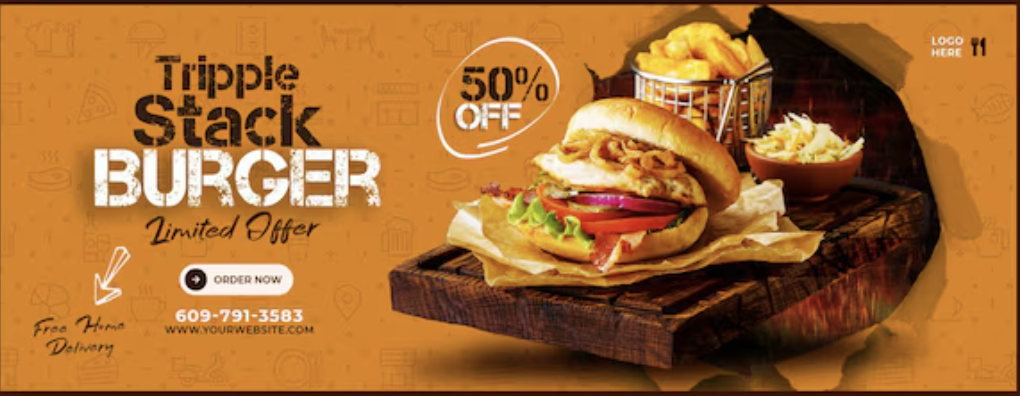 Tripple
Stack
BURGER
Limited Offer
ORDER NOW
609-791-3583
WWW.YOURWEBSITE.COM
Free Home
Delivery
50%
OFF
LOGO
HERE